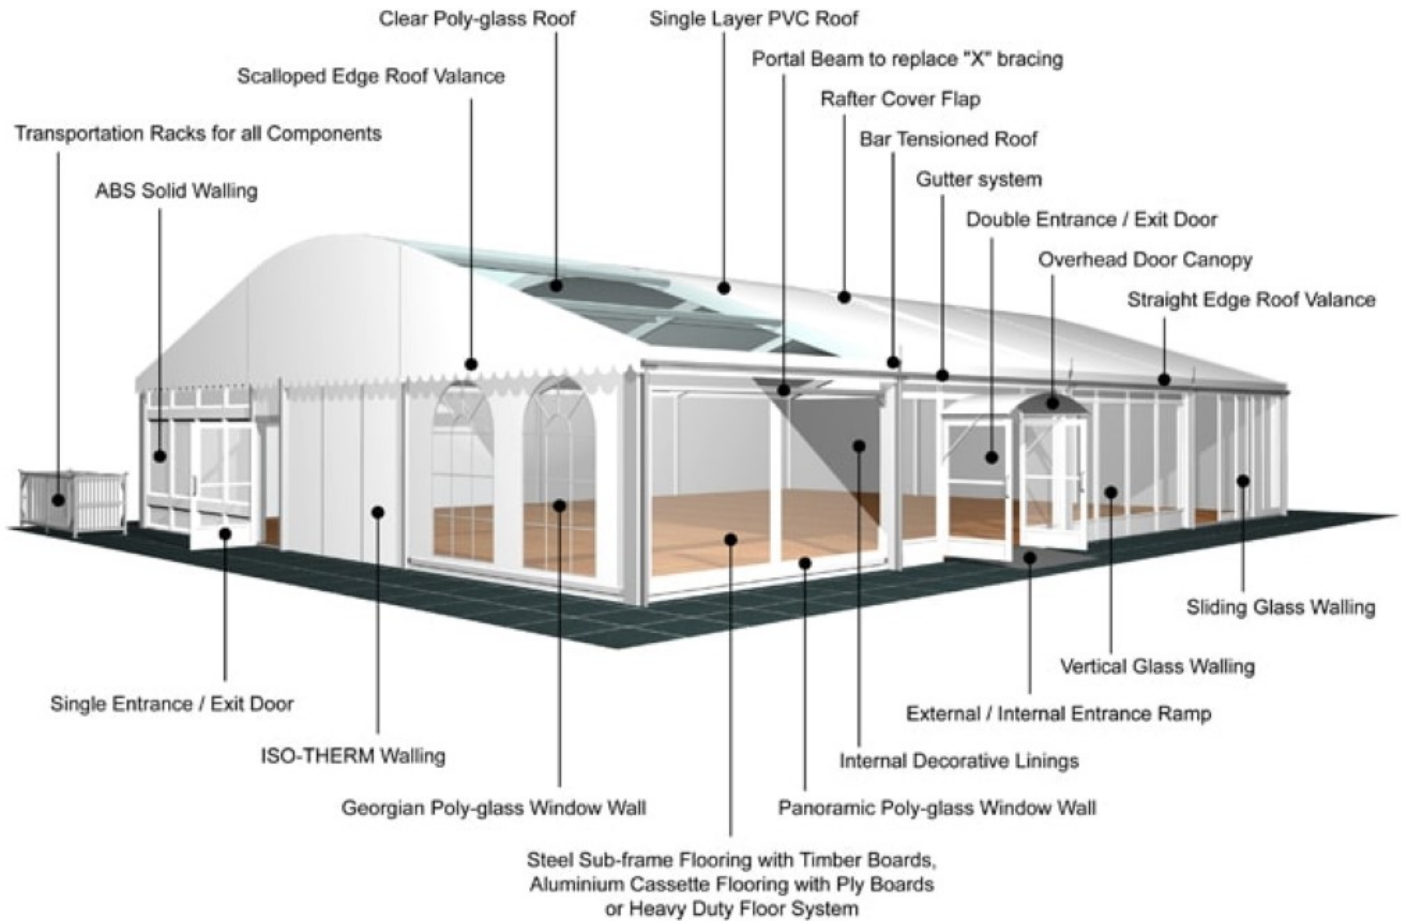 Clear Poly-glass Roof
Single Layer PVC Roof
Portal Beam to replace "X" bracing
Scalloped Edge Roof Valance
Rafter Cover Flap
Transportation Racks for all Components
Bar Tensioned Roof
ABS Solid Walling
Gutter system
Double Entrance / Exit Door
Overhead Door Canopy
Straight Edge Roof Valance
Sliding Glass Walling
Vertical Glass Walling
Single Entrance / Exit Door
External / Internal Entrance Ramp
ISO-THERM Walling
Internal Decorative Linings
Georgian Poly-glass Window Wall
Panoramic Poly-glass Window Wall
Steel Sub-frame Flooring with Timber Boards,
Aluminium Cassette Flooring with Ply Boards
or Heavy Duty Floor System